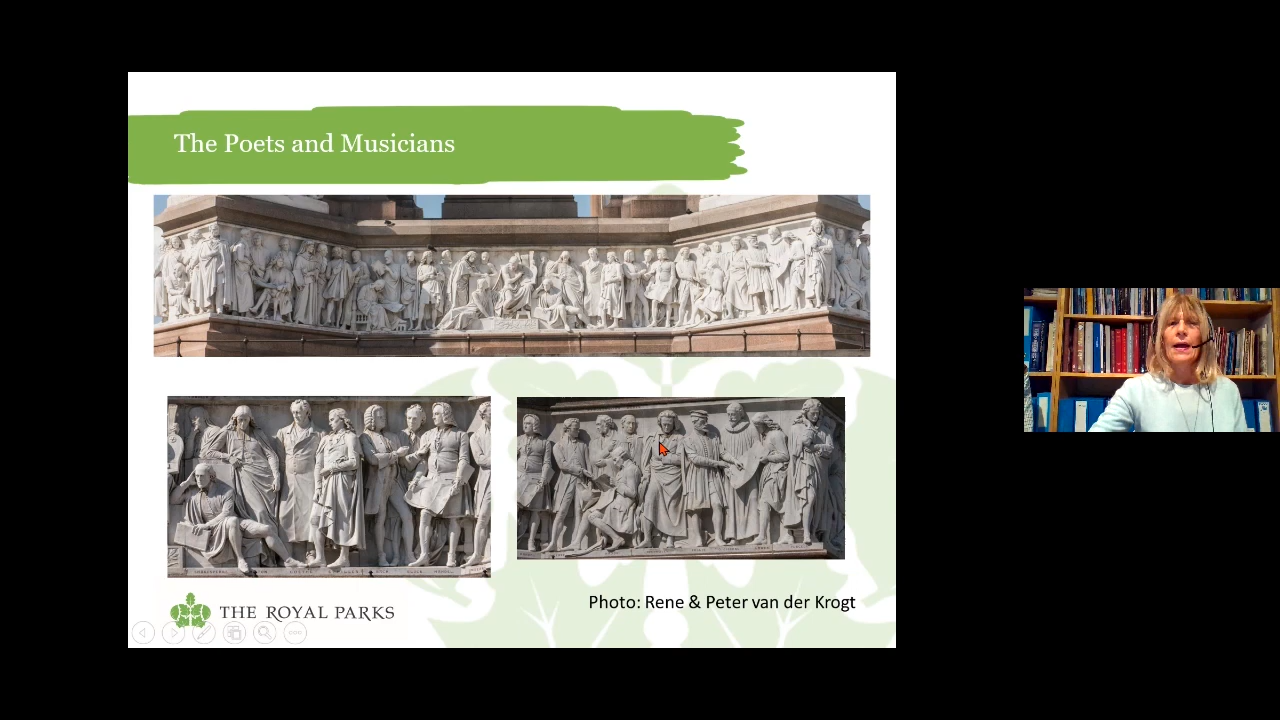 The Poets and Musicians
THE ROYAL PARKS
Photo: Rene & Peter van der Krogt